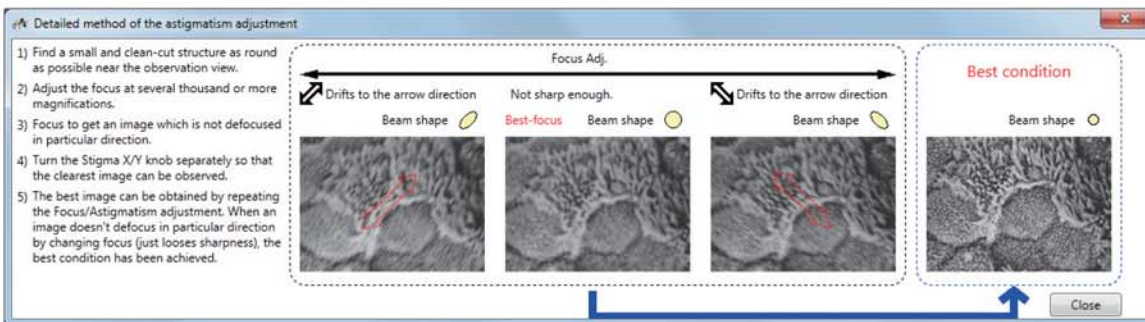 Detailed method of the astigmatism adjustment
1) Find a small and clean-cut structure as round
as possible near the observation view.
2) Adjust the focus at several thousand or more
magnifications.
3) Focus to get an image which is not defocused
in particular direction.
4) Turn the Stigma X/Y knob separately so that
the clearest image can be observed.
5) The best image can be obtained by repeating
the Focus/Astigmatism adjustment. When an
image doesn't defocus in particular direction
by changing focus (just looses sharpness), the
best condition has been achieved.
Focus Adj.
Drifts to the arrow direction
Beam shape
Not sharp enough.
Best-focus Beam shape
Drifts to the arrow direction
Beam shape
Best condition
Beam shape
Close